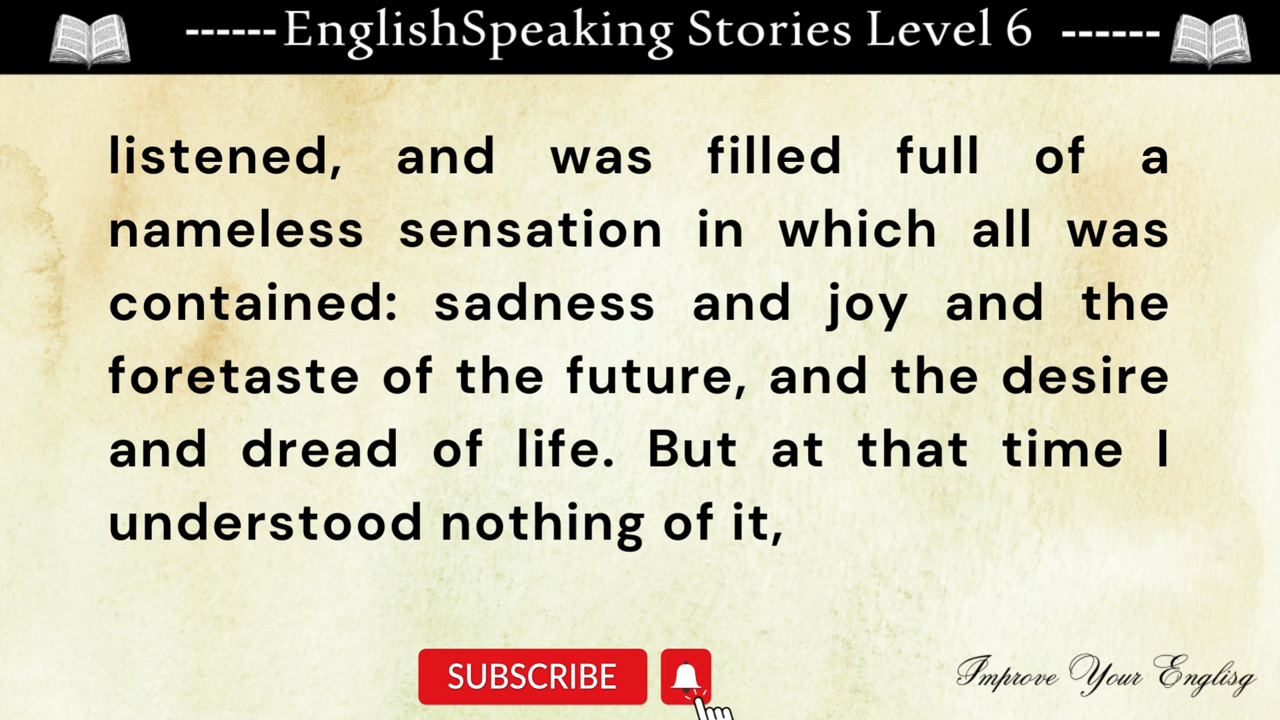 ------EnglishSpeaking Stories Level 6 ------
listened, and was filled full of a
nameless sensation in which all was
contained: sadness and joy and the
foretaste of the future, and the desire
and dread of life. But at that time I
understood nothing of it,
SUBSCRIBE
Improve Your Englisg